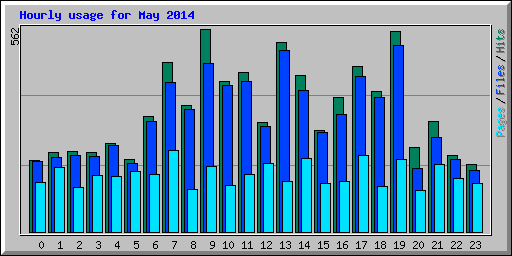 Hourly usage for May 2014
562
Pages/Files/Hits
0 1 2 3 4 5 6 7 8 9 10 11 12 13 14 15 16 17 18 19 20 21 22 23